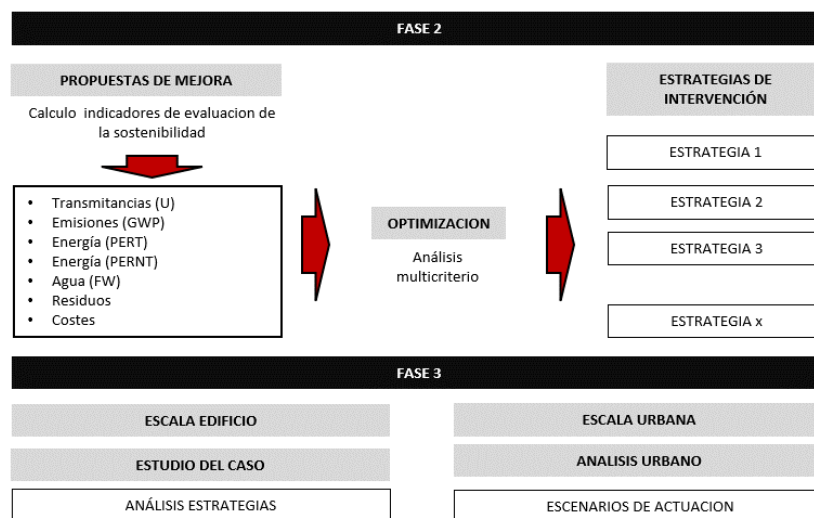 FASE 2
PROPUESTAS DE MEJORA
Calculo indicadores de evaluacion de
la sostenibilidad
• Transmitancias (U)
• Emisiones (GWP)
• Energía (PERT)
• Energía (PERNT)
• Agua (FW)
• Residuos
• Costes
OPTIMIZACION
Análisis
multicriterio
ESTRATEGIAS DE
INTERVENCIÓN
ESTRATEGIA 1
ESTRATEGIA 2
ESTRATEGIA 3
ESTRATEGIA x
FASE 3
ESCALA EDIFICIO
ESTUDIO DEL CASO
ANÁLISIS ESTRATEGIAS
ESCALA URBANA
ANALISIS URBANO
ESCENARIOS DE ACTUACION